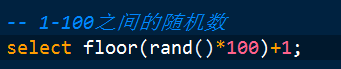 -- 1-100之间的随机数
select floor(rand()*100)+1;